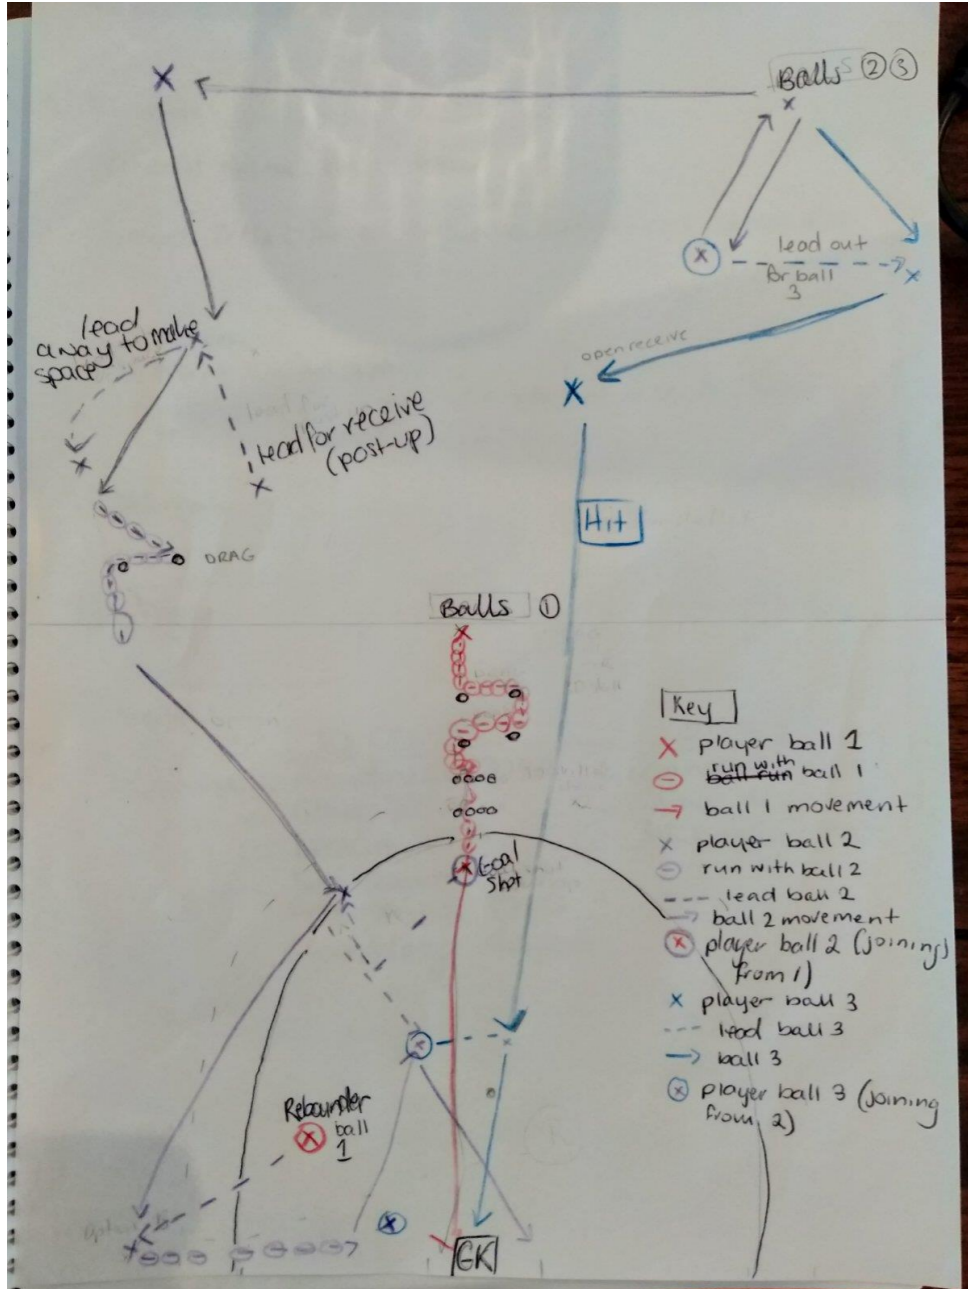 Balls ② ③
lead out
for ball
3
lead
away to make
space
open receive
lead for receive
(post-up)
Hit
DRAG
Balls ①
Key
player ball 1
run with
ball run ball 1
ball 1 movement
player ball 2
run with ball 2
lead ball 2
ball 2 movement
player ball 2 (joining
from 1)
player ball 3
lead ball 3
ball 3
player ball 3 (joining
from 2)
Goal
Shot
Rebounder
ball
1
GK